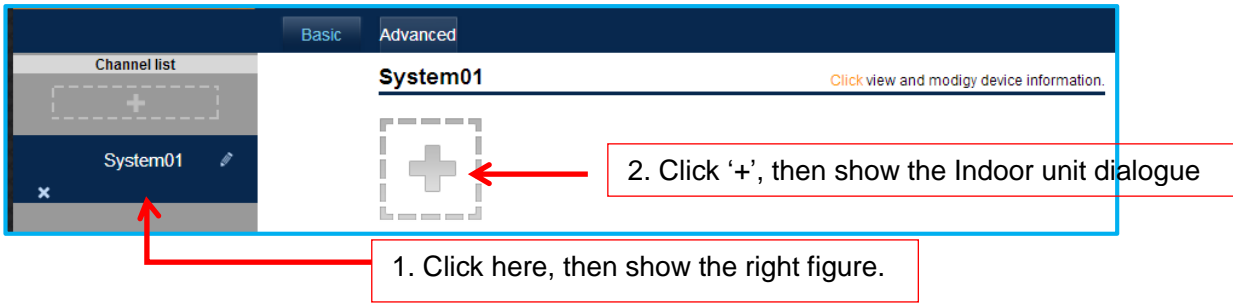 Basic Advanced
Channel list
System01
Click view and modigy device information.
System01
2. Click ‘+’, then show the Indoor unit dialogue
1. Click here, then show the right figure.